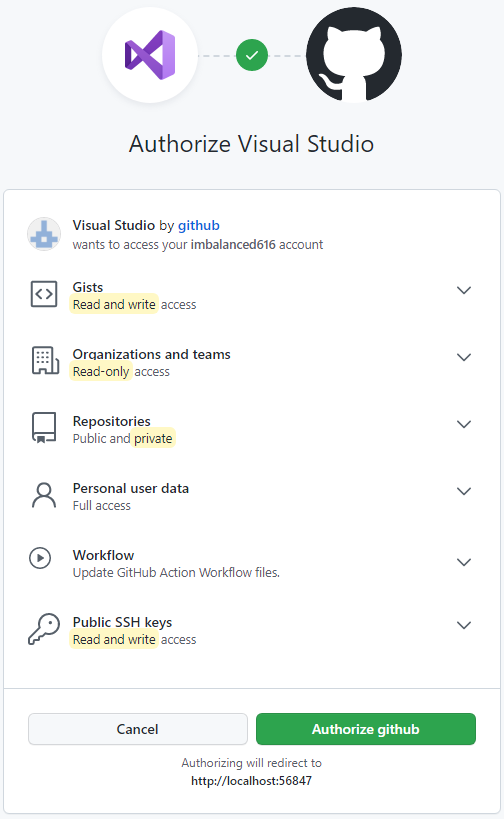 Authorize Visual Studio
Visual Studio by github
wants to access your imbalanced616 account
Gists
Read and write access
Organizations and teams
Read-only access
Repositories
Public and private
Personal user data
Full access
Workflow
Update GitHub Action Workflow files.
Public SSH keys
Read and write access
Cancel
Authorize github
Authorizing will redirect to
http://localhost:56847